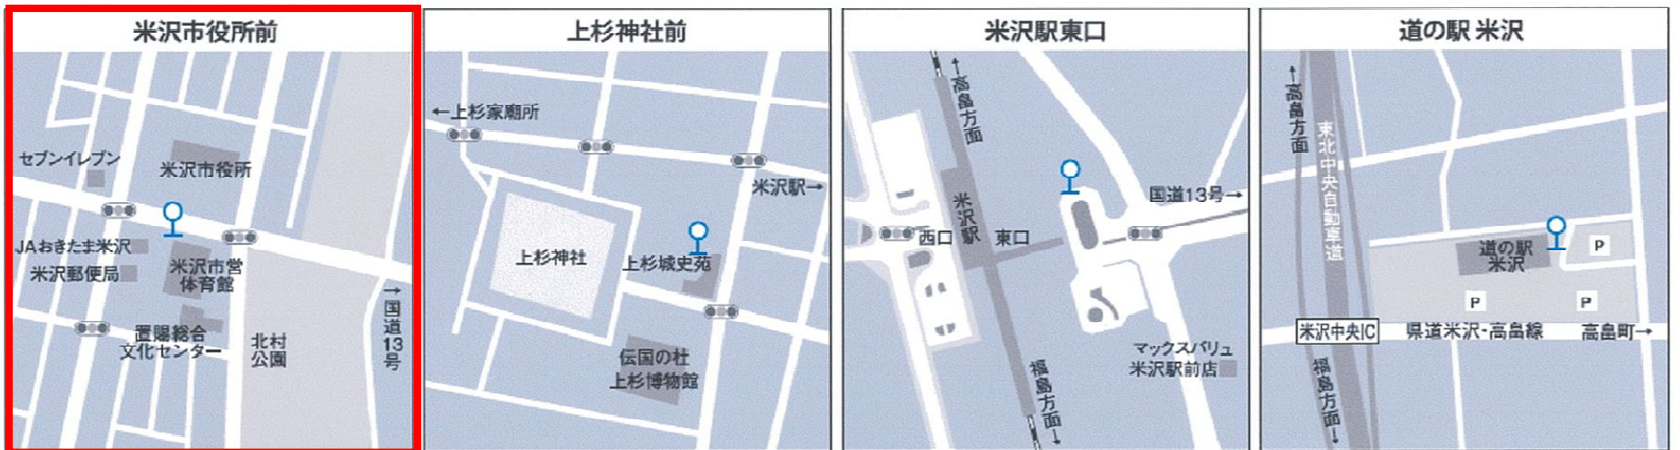 米沢市役所前
セブンイレブン
米沢市役所
JAおきたま米沢
米沢郵便局
米沢市営
体育館
置賜総合
文化センター
北村
公園
→国道13号
上杉神社前
←上杉家廟所
米沢駅→
上杉神社
上杉城史苑
伝国の杜
上杉博物館
米沢駅東口
←高畠方面
国道13号→
米沢駅
西口
東口
マックスバリュ
米沢駅前店
福島方面→
道の駅 米沢
←高畠方面
東北中央自動車道
道の駅
米沢
P
P
P
米沢中央IC
県道米沢・高畠線
高畠町→
福島方面→